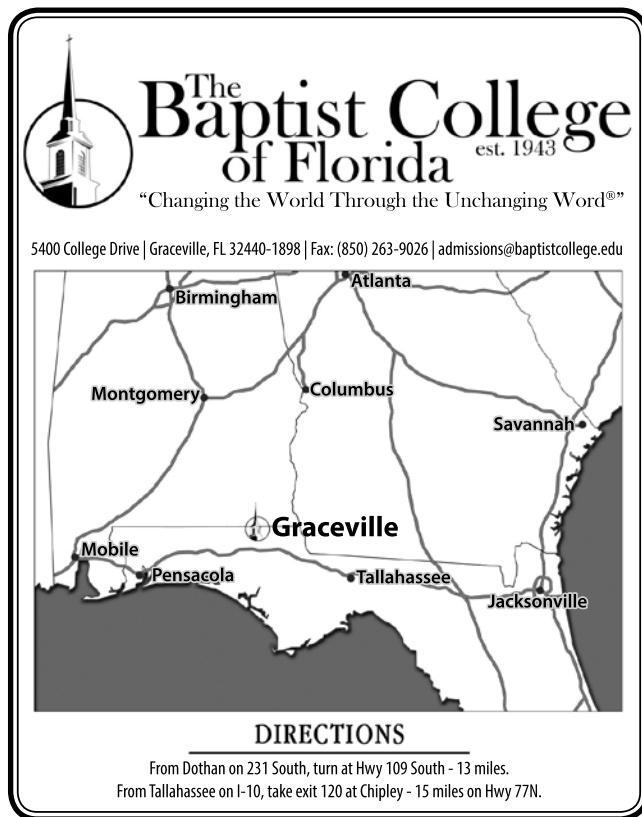 The
Baptist College
of Florida est. 1943
“Changing the World Through the Unchanging Word®”
5400 College Drive | Graceville, FL 32440-1898 | Fax: (850) 263-9026 | admissions@baptistcollege.edu
Atlanta
Birmingham
Montgomery
Columbus
Savannah
Graceville
Mobile
Pensacola
Tallahassee
Jacksonville
DIRECTIONS
From Dothan on 231 South, turn at Hwy 109 South - 13 miles.
From Tallahassee on I-10, take exit 120 at Chipley - 15 miles on Hwy 77N.